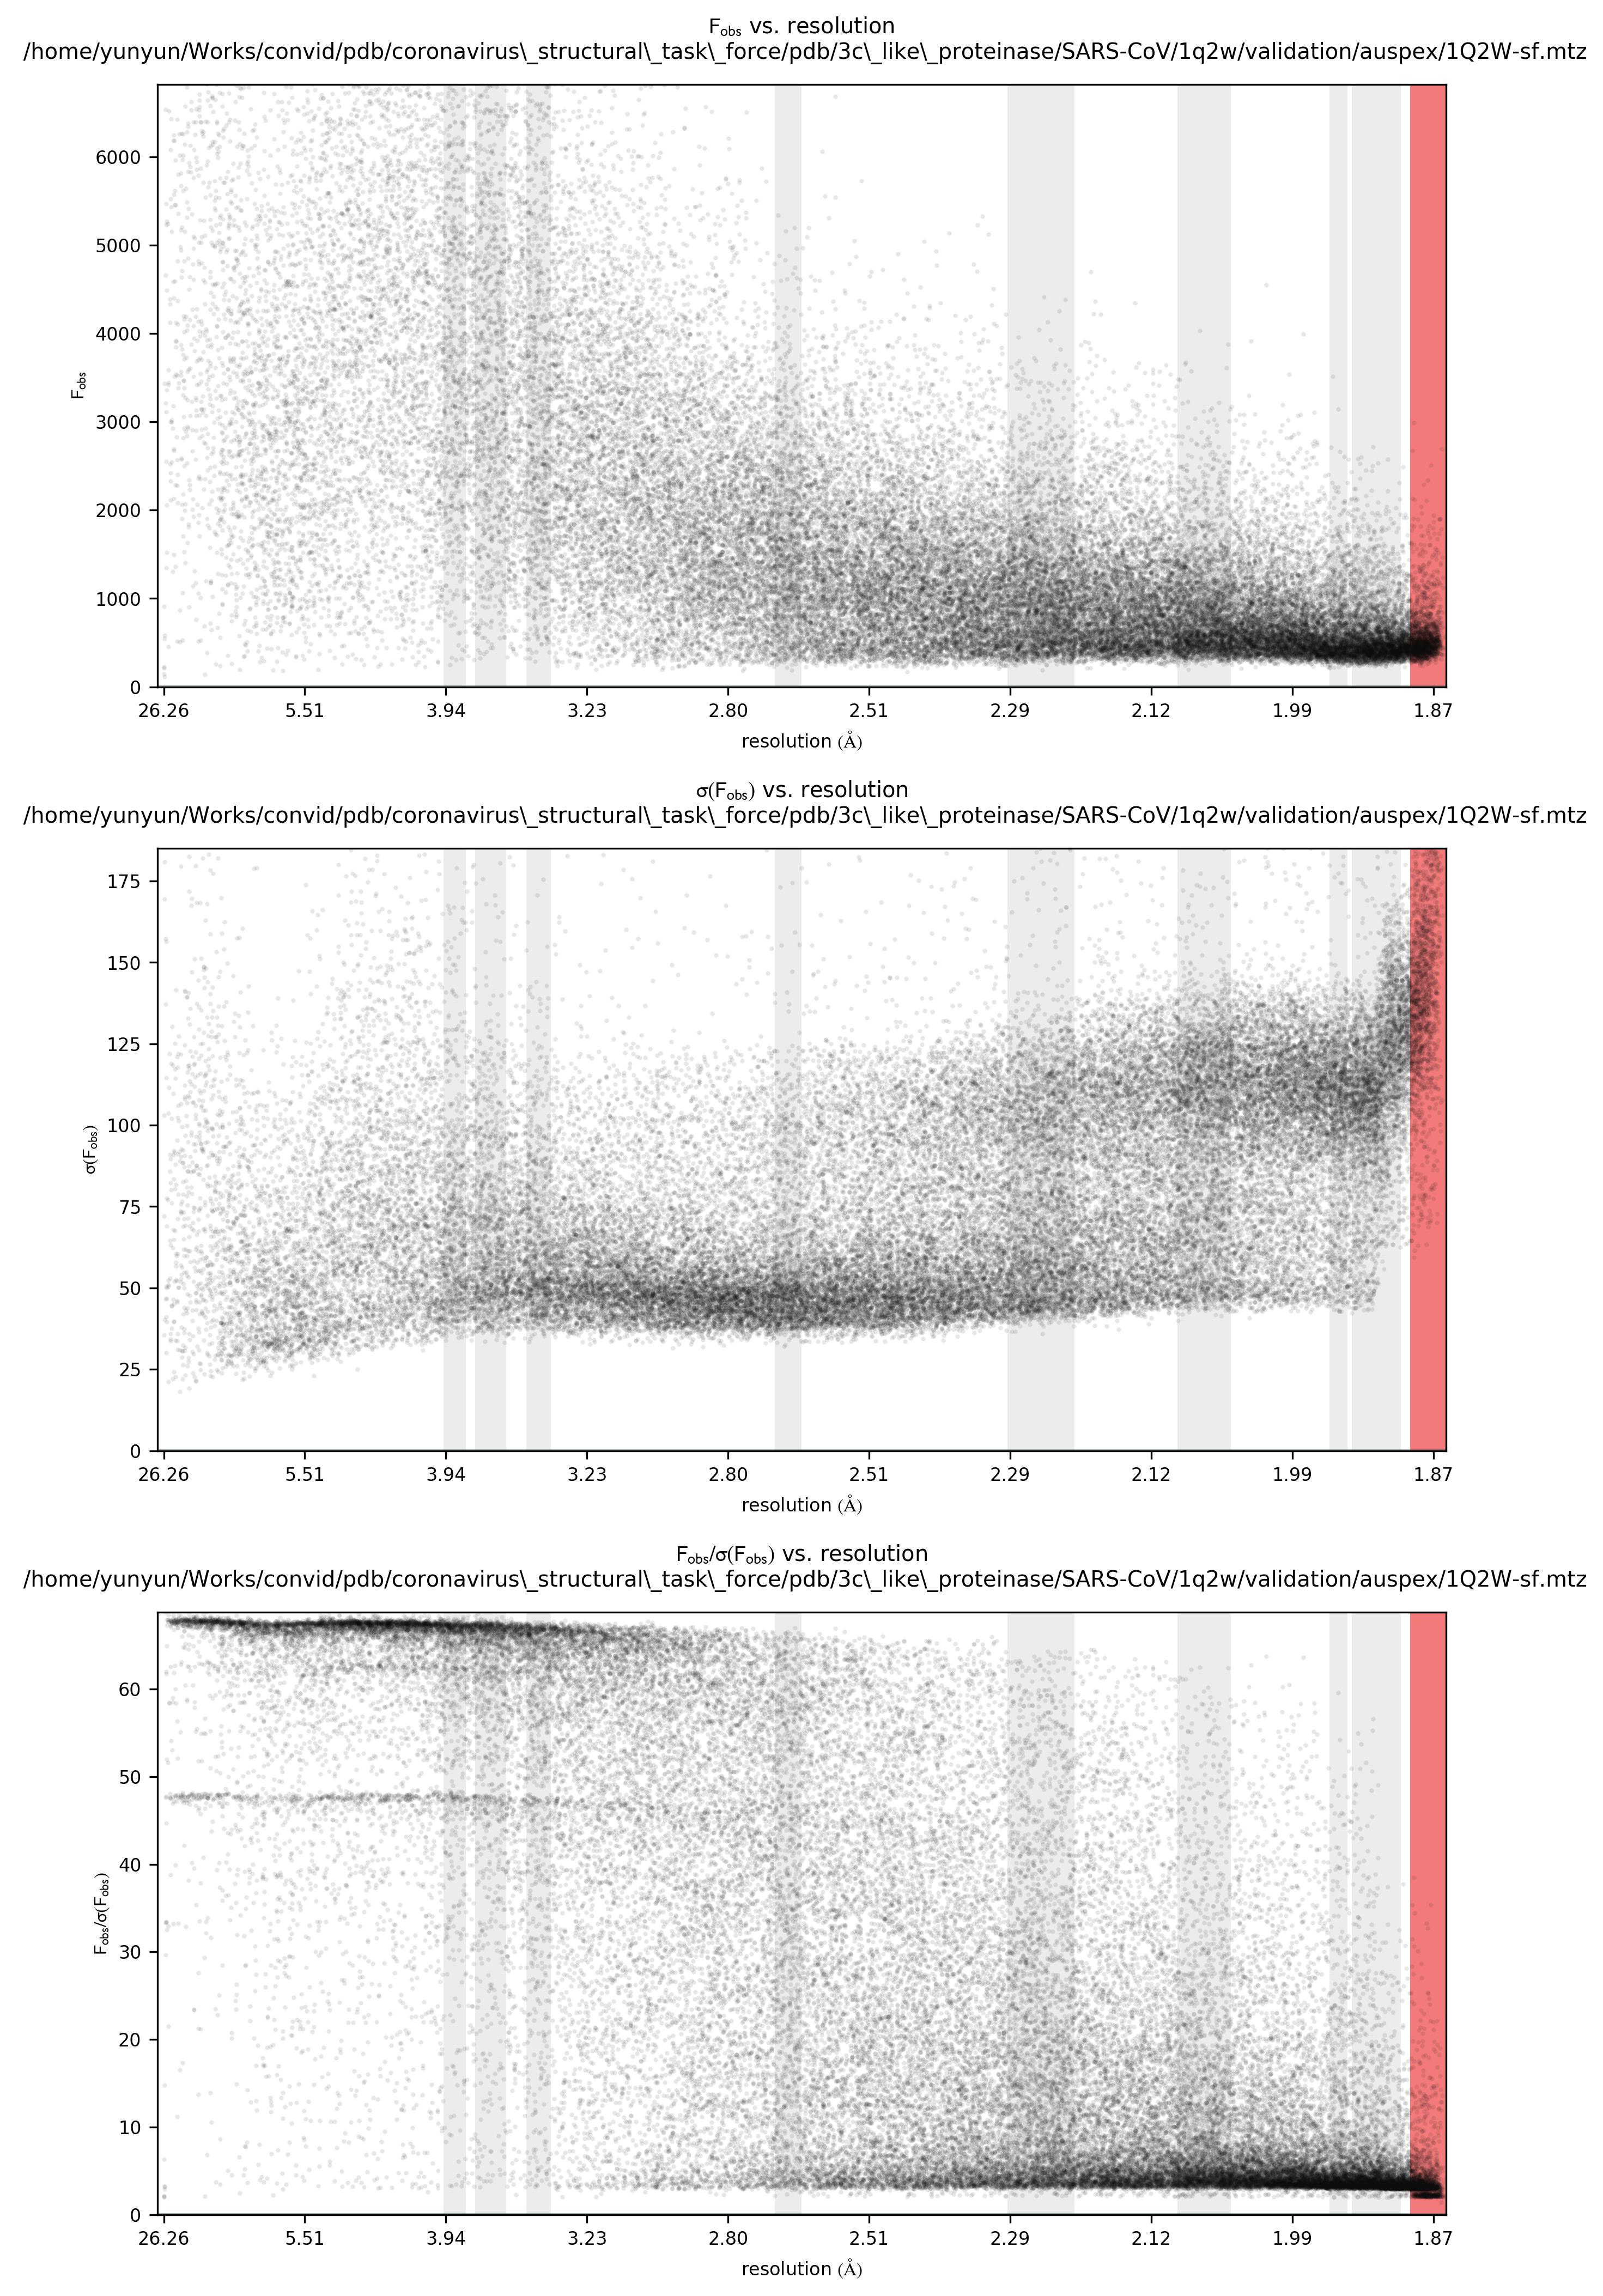 Fobs vs. resolution
/home/yunyun/Works/convid/pdb/coronavirus\_structural\_task\_force/pdb/3c\_like\_proteinase/SARS-CoV/1q2w/validation/auspex/1Q2W-sf.mtz
6000
5000
4000
3000
2000
1000
0
Fobs
26.26 5.51 3.94 3.23 2.80 2.51 2.29 2.12 1.99 1.87
resolution (Å)
σ(Fobs) vs. resolution
/home/yunyun/Works/convid/pdb/coronavirus\_structural\_task\_force/pdb/3c\_like\_proteinase/SARS-CoV/1q2w/validation/auspex/1Q2W-sf.mtz
175
150
125
100
75
50
25
0
σ(Fobs)
26.26 5.51 3.94 3.23 2.80 2.51 2.29 2.12 1.99 1.87
resolution (Å)
Fobs/σ(Fobs) vs. resolution
/home/yunyun/Works/convid/pdb/coronavirus\_structural\_task\_force/pdb/3c\_like\_proteinase/SARS-CoV/1q2w/validation/auspex/1Q2W-sf.mtz
60
50
40
30
20
10
0
Fobs/σ(Fobs)
26.26 5.51 3.94 3.23 2.80 2.51 2.29 2.12 1.99 1.87
resolution (Å)